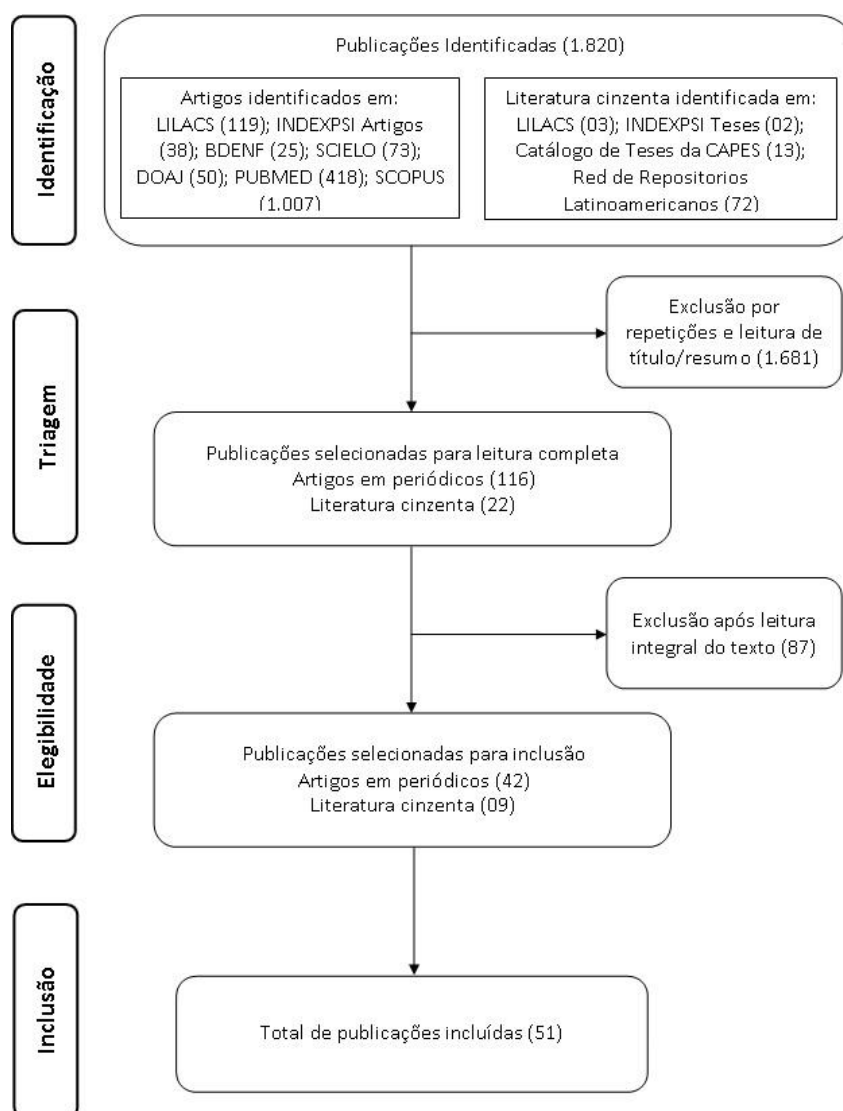 Identificação
Publicações Identificadas (1.820)
Artigos identificados em:
LILACS (119); INDEXPSI Artigos
(38); BDENF (25); SCIELO (73);
DOAJ (50); PUBMED (418); SCOPUS
(1.007)
Literatura cinzenta identificada em:
LILACS (03); INDEXPSI Teses (02);
Catálogo de Teses da CAPES (13);
Red de Repositorios
Latinoamericanos (72)
Triagem
Exclusão por
repetições e leitura de
título/resumo (1.681)
Publicações selecionadas para leitura completa
Artigos em periódicos (116)
Literatura cinzenta (22)
Elegibilidade
Exclusão após leitura
integral do texto (87)
Publicações selecionadas para inclusão
Artigos em periódicos (42)
Literatura cinzenta (09)
Inclusão
Total de publicações incluídas (51)